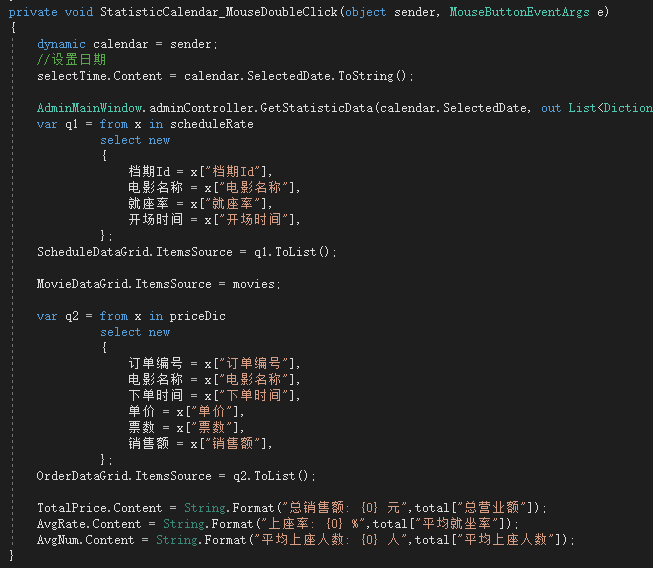 private void StatisticCalendar_MouseDoubleClick(object sender, MouseButtonEventArgs e)
{
dynamic calendar = sender;
//设置日期
selectTime.Content = calendar.SelectedDate.ToString();
AdminMainWindow.adminController.GetStatisticData(calendar.SelectedDate, out List<Diction
var q1 = from x in scheduleRate
select new
{
档期Id = x["档期Id"],
电影名称 = x["电影名称"],
就座率 = x["就座率"],
开场时间 = x["开场时间"],
};
ScheduleDataGrid.ItemsSource = q1.ToList();
MovieDataGrid.ItemsSource = movies;
var q2 = from x in priceDic
select new
{
订单编号 = x["订单编号"],
电影名称 = x["电影名称"],
下单时间 = x["下单时间"],
单价 = x["单价"],
票数 = x["票数"],
销售额 = x["销售额"],
};
OrderDataGrid.ItemsSource = q2.ToList();
TotalPrice.Content = String.Format("总销售额: {0} 元",total["总营业额"]);
AvgRate.Content = String.Format("上座率: {0} %",total["平均就坐率"]);
AvgNum.Content = String.Format("平均上座人数: {0} 人",total["平均上座人数"]);
}